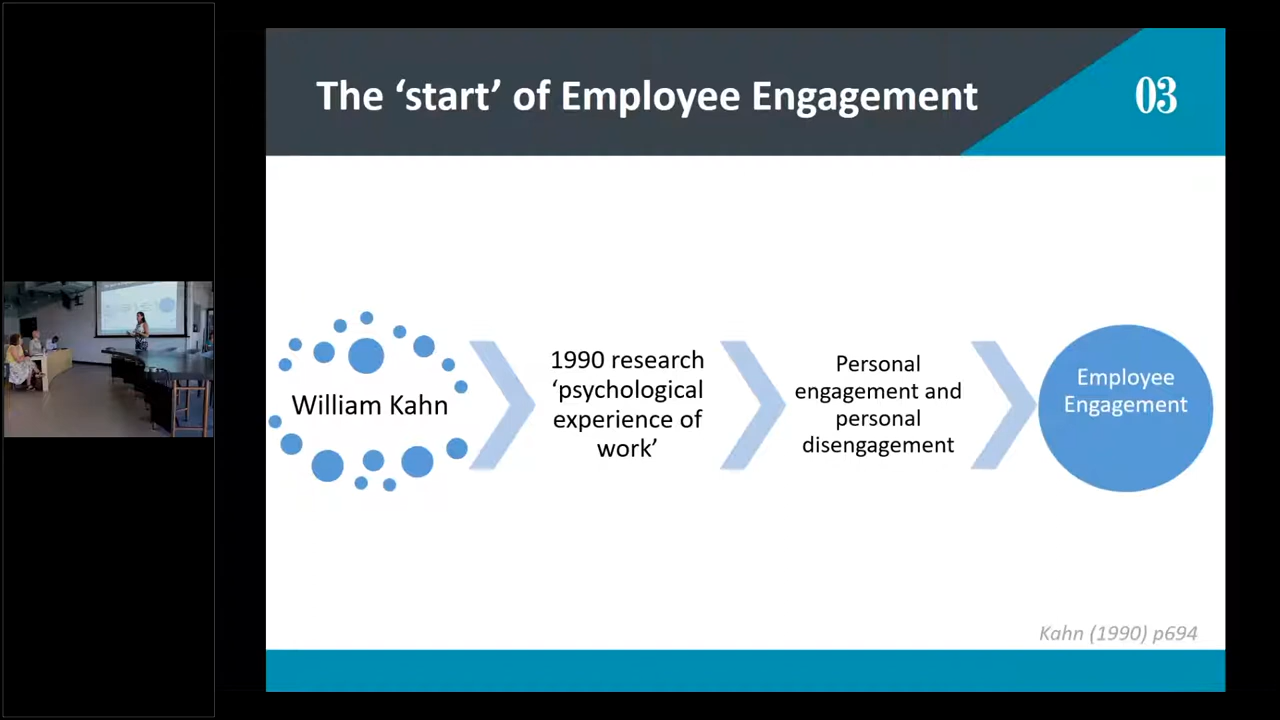 The ‘start’ of Employee Engagement
03
William Kahn
1990 research
‘psychological
experience of
work’
Personal
engagement and
personal
disengagement
Employee
Engagement
Kahn (1990) p694